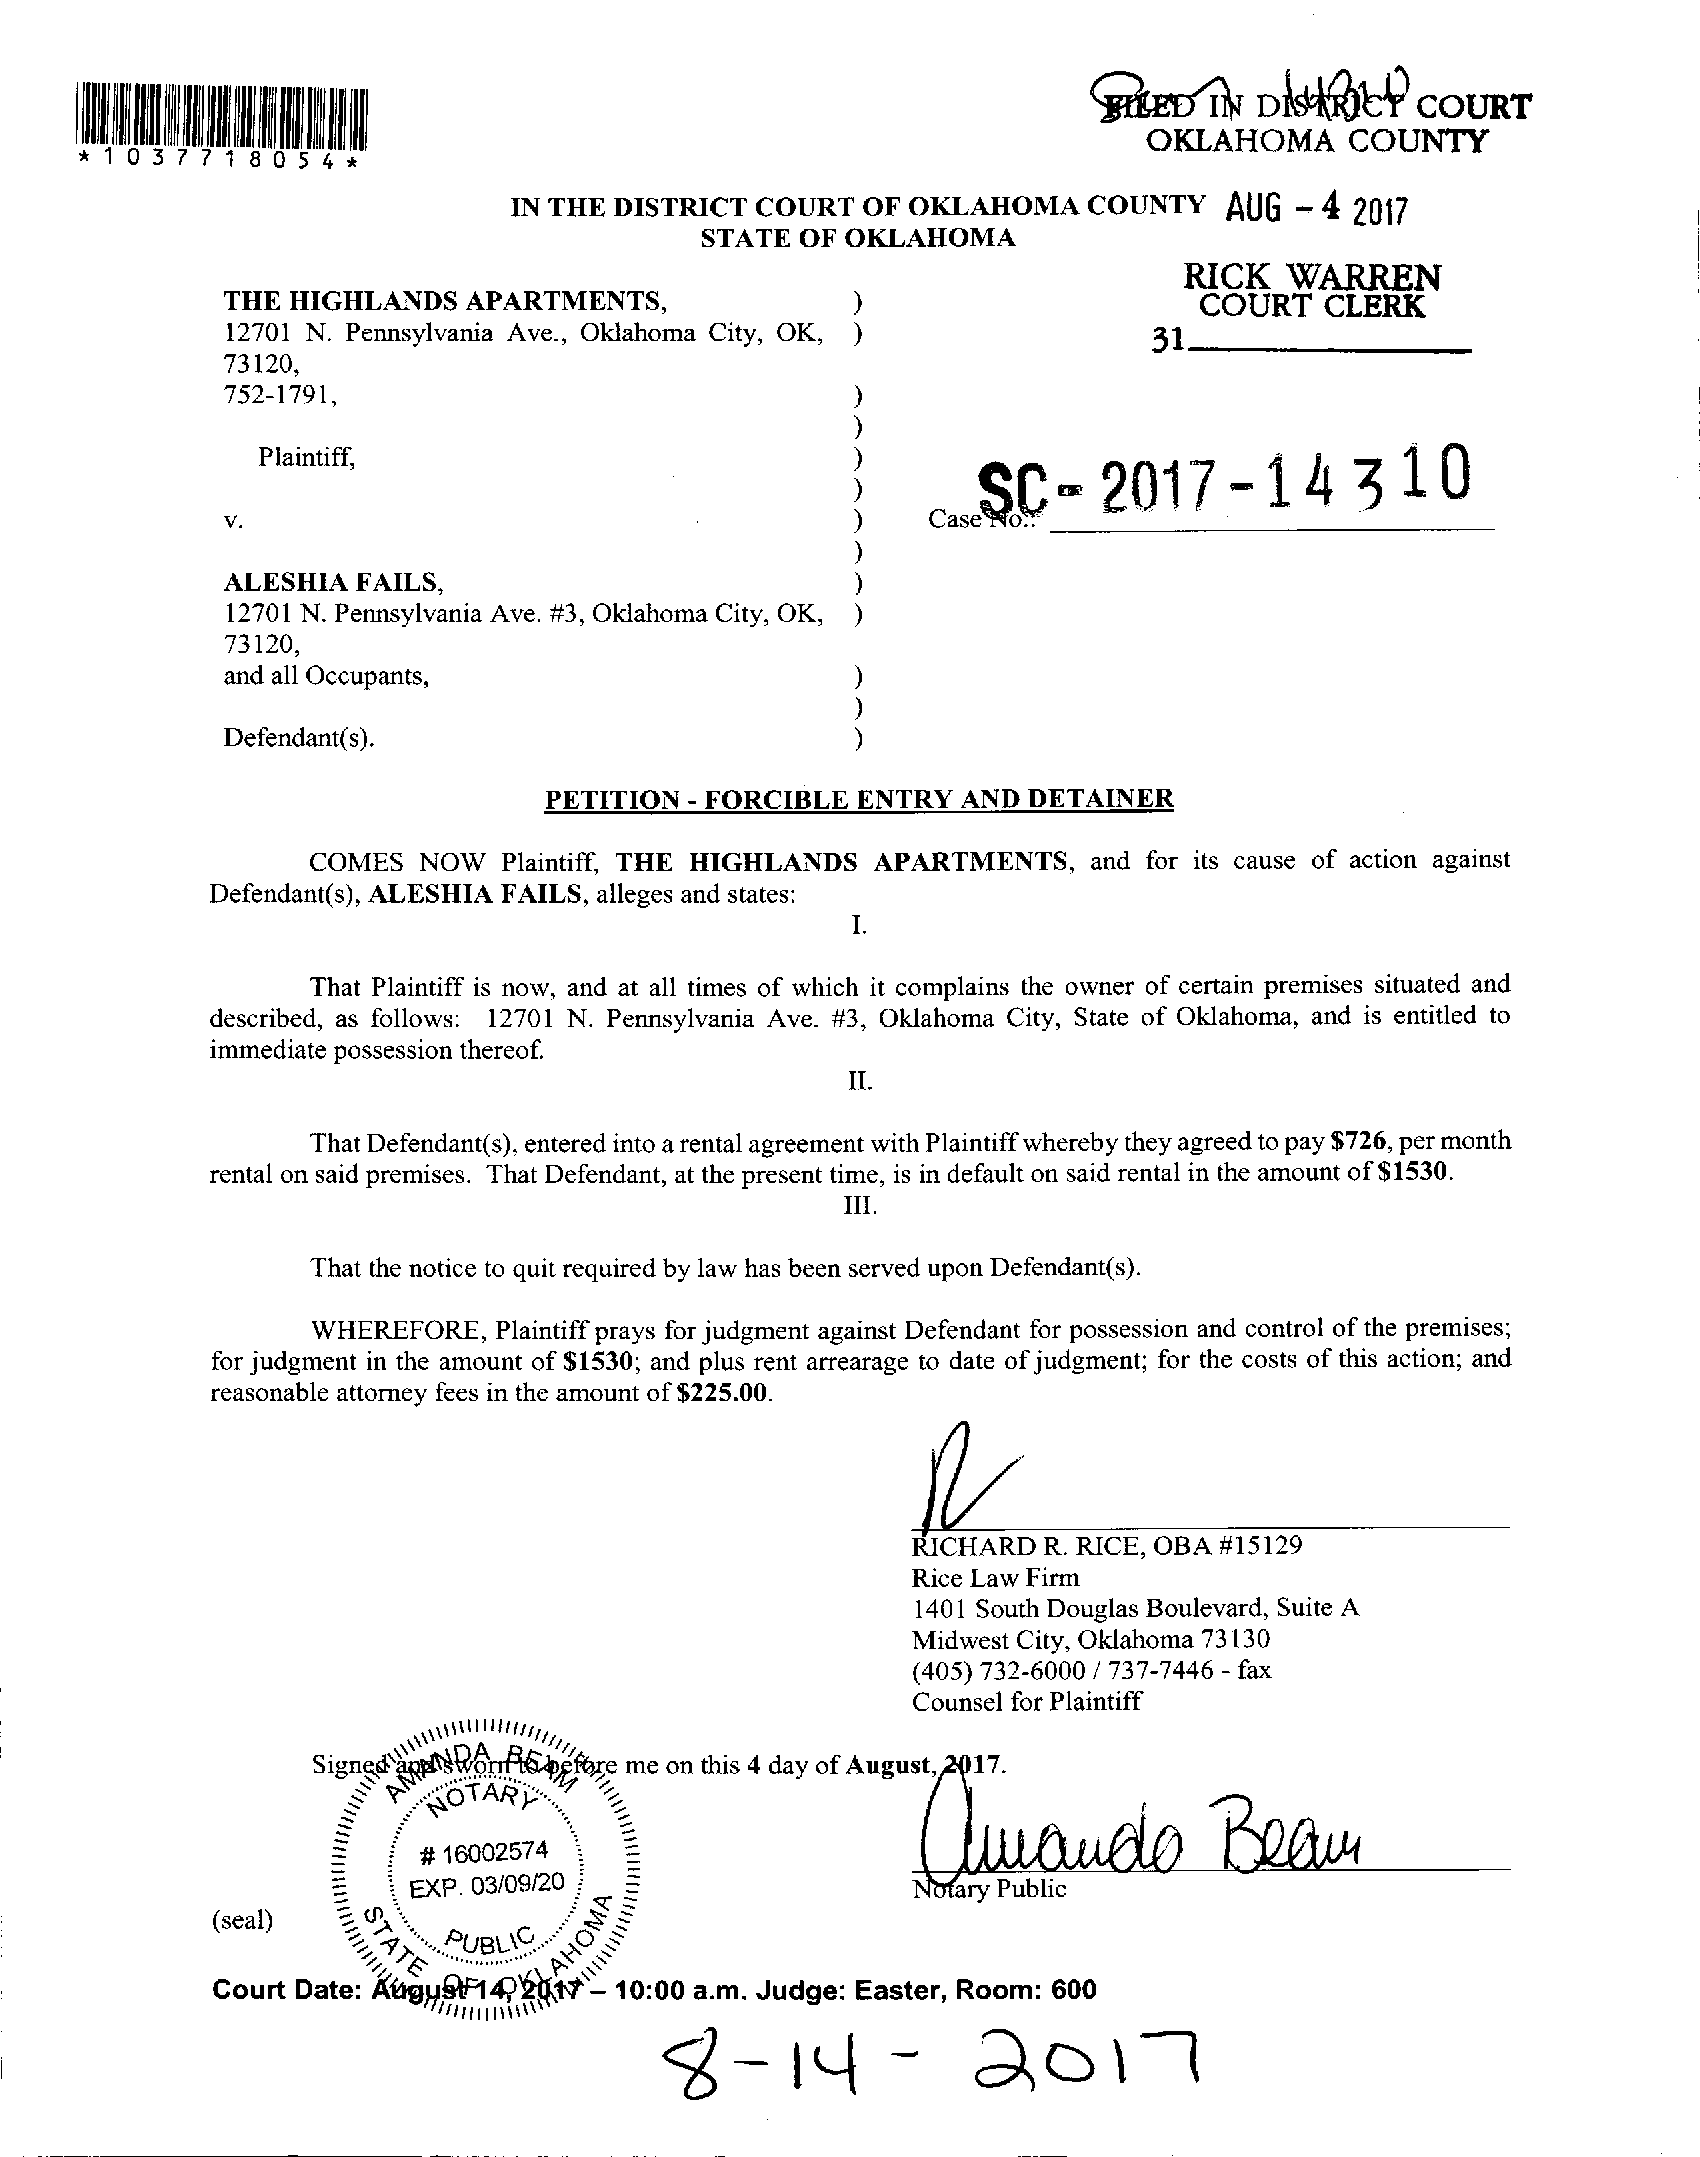 *1037718054*
FILED IN DISTRICT COURT
OKLAHOMA COUNTY
IN THE DISTRICT COURT OF OKLAHOMA COUNTY AUG - 4 2017
STATE OF OKLAHOMA
RICK WARREN
COURT CLERK
31
THE HIGHLANDS APARTMENTS, )
12701 N. Pennsylvania Ave., Oklahoma City, OK, )
73120,
752-1791, )
)
Plaintiff, )
)
v. ) Case No.: SC-2017-14310
)
ALESHIA FAILS, )
12701 N. Pennsylvania Ave. #3, Oklahoma City, OK, )
73120,
and all Occupants, )
)
Defendant(s). )
PETITION - FORCIBLE ENTRY AND DETAINER
COMES NOW Plaintiff, THE HIGHLANDS APARTMENTS, and for its cause of action against
Defendant(s), ALESHIA FAILS, alleges and states:
I.
That Plaintiff is now, and at all times of which it complains the owner of certain premises situated and
described, as follows: 12701 N. Pennsylvania Ave. #3, Oklahoma City, State of Oklahoma, and is entitled to
immediate possession thereof.
II.
That Defendant(s), entered into a rental agreement with Plaintiff whereby they agreed to pay $726, per month
rental on said premises. That Defendant, at the present time, is in default on said rental in the amount of $1530.
III.
That the notice to quit required by law has been served upon Defendant(s).
WHEREFORE, Plaintiff prays for judgment against Defendant for possession and control of the premises;
for judgment in the amount of $1530; and plus rent arrearage to date of judgment; for the costs of this action; and
reasonable attorney fees in the amount of $225.00.
RICHARD R. RICE, OBA #15129
Rice Law Firm
1401 South Douglas Boulevard, Suite A
Midwest City, Oklahoma 73130
(405) 732-6000 / 737-7446 - fax
Counsel for Plaintiff
Signed and sworn to before me on this 4 day of August, 2017.
AMANDA BEAM
NOTARY
# 16002574
EXP. 03/09/20
PUBLIC
STATE OF OKLAHOMA
Amanda Beam
Notary Public
(seal)
Court Date: August 14, 2017 – 10:00 a.m. Judge: Easter, Room: 600
8-14-2017